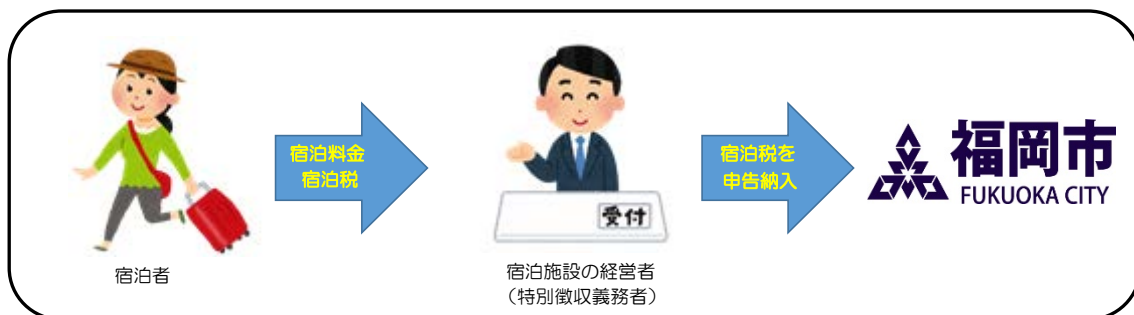 宿泊料金
宿泊税
宿泊税を
申告納入
福岡市
FUKUOKA CITY
受付
宿泊者
宿泊施設の経営者
（特別徴収義務者）